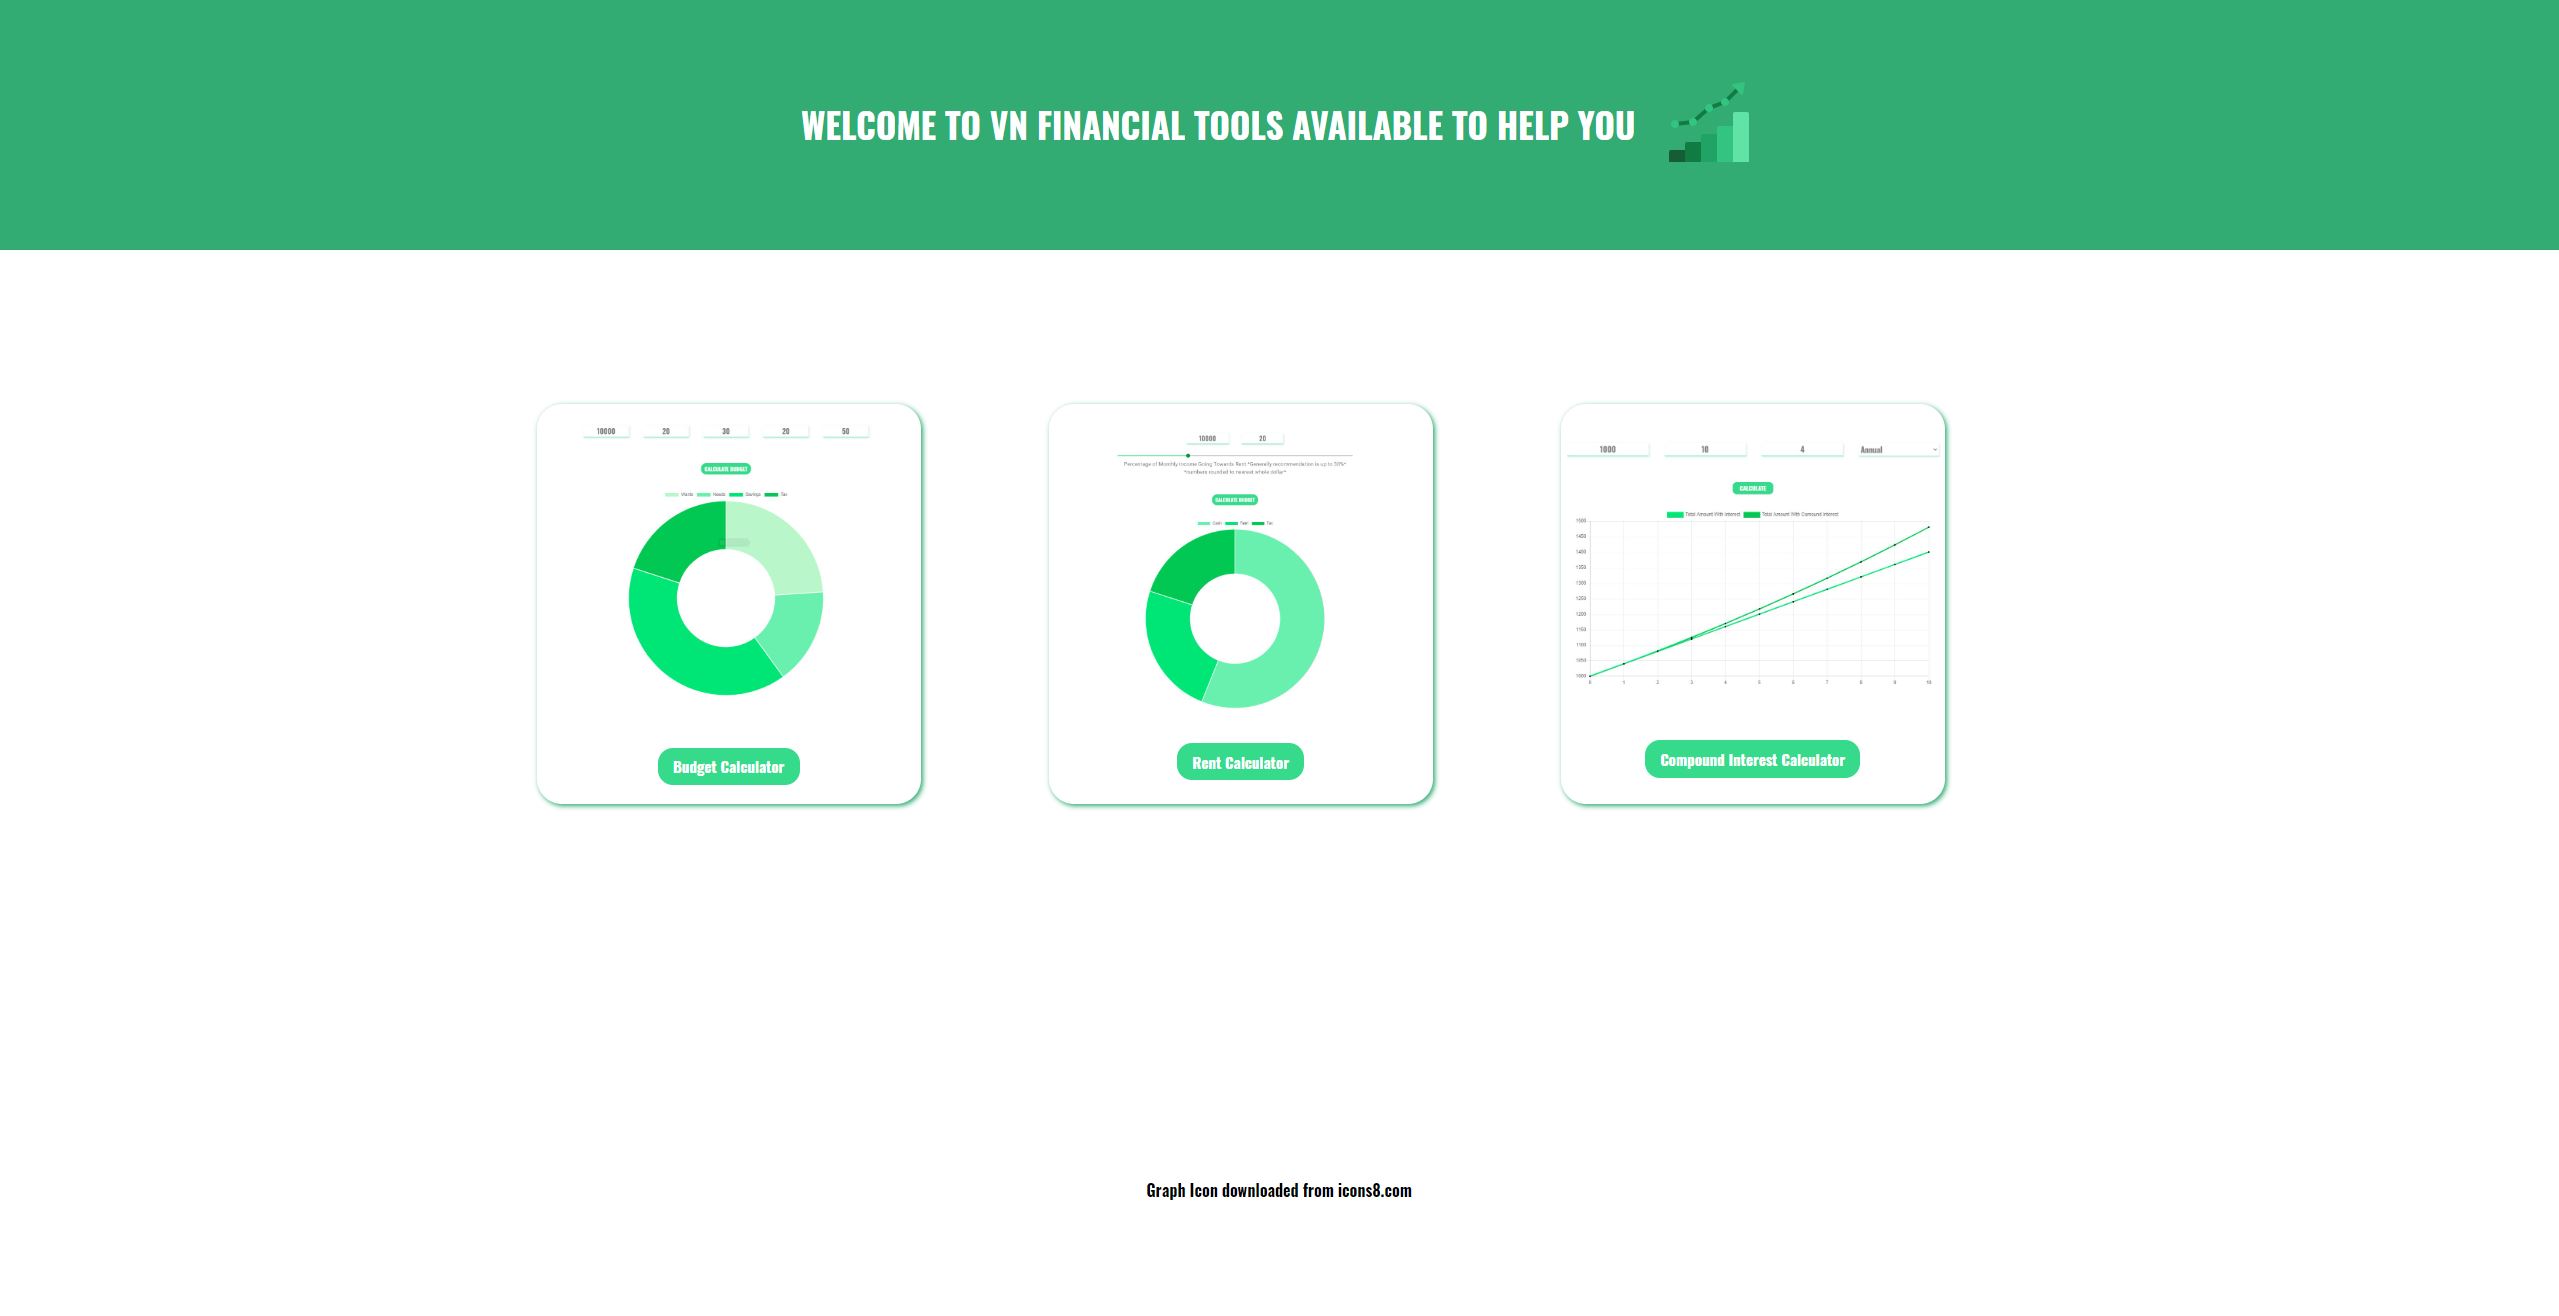 WELCOME TO VN FINANCIAL TOOLS AVAILABLE TO HELP YOU
10000 20 30 20 50
CALCULATE BUDGET
Wants Needs Savings Tax
Budget Calculator
10000 20
Percentage of Monthly Income Going Towards Rent *Generally recommendation is up to 30%*
*numbers rounded to nearest whole dollar*
CALCULATE BUDGET
Cash Rent Tax
Rent Calculator
1000 10 4 Annual
CALCULATE
Total Amount With Interest Total Amount With Compound Interest
1500
1450
1400
1350
1300
1250
1200
1150
1100
1050
1000
0 1 2 3 4 5 6 7 8 9 10
Compound Interest Calculator
Graph Icon downloaded from icons8.com